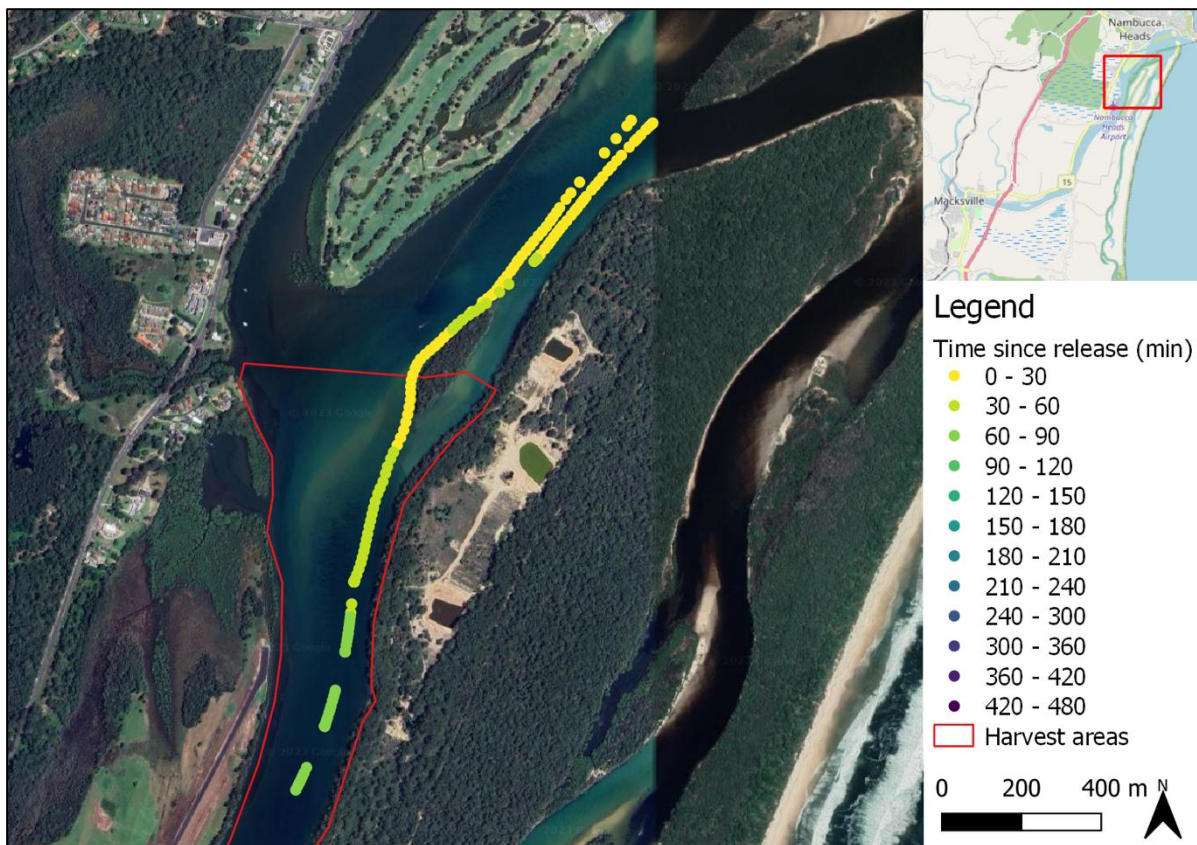 Nambucca
Heads
Nambucca
Heads
Airport
15
Macksville
Legend
Time since release (min)
0 - 30
30 - 60
60 - 90
90 - 120
120 - 150
150 - 180
180 - 210
210 - 240
240 - 300
300 - 360
360 - 420
420 - 480
Harvest areas
0 200 400 m
N